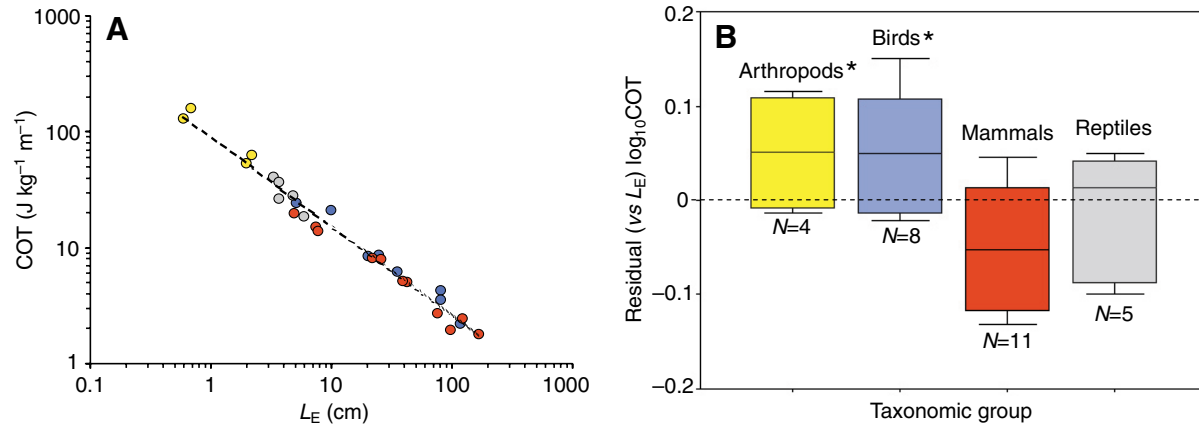 A
COT (J kg⁻¹ m⁻¹)
1000
100
10
1
0.1
1
10
100
1000
L_E (cm)
B
Residual (vs L_E) log₁₀COT
0.2
0.1
0
−0.1
−0.2
Arthropods*
Birds*
Mammals
Reptiles
N=4
N=8
N=11
N=5
Taxonomic group